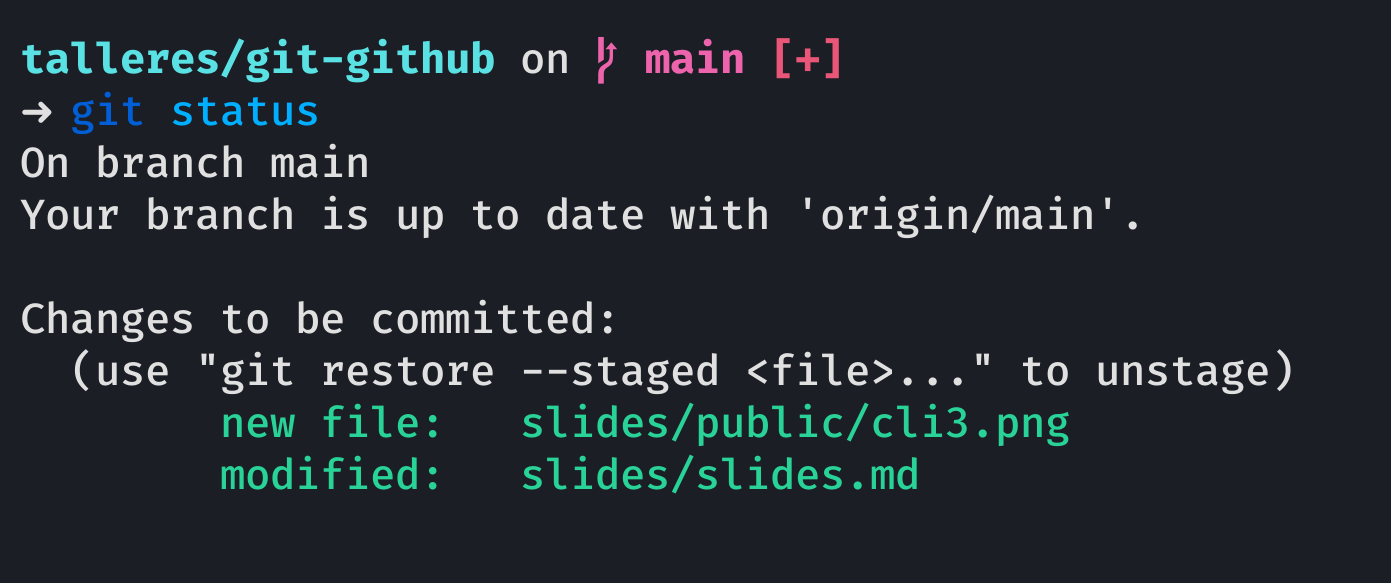 talleres/git-github on main [+]
➜ git status
On branch main
Your branch is up to date with 'origin/main'.
Changes to be committed:
(use "git restore --staged <file>..." to unstage)
new file: slides/public/cli3.png
modified: slides/slides.md